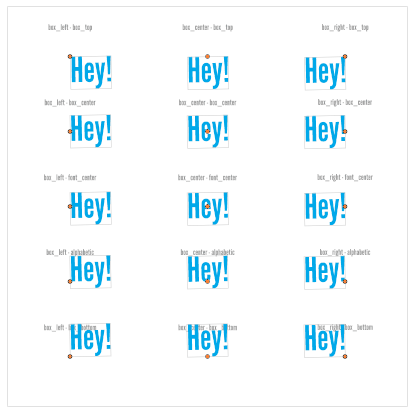 box_left - box_top box_center - box_top box_right - box_top
Hey! Hey! Hey!
box_left - box_center box_center - box_center box_right - box_center
Hey! Hey! Hey!
box_left - font_center box_center - font_center box_right - font_center
Hey! Hey! Hey!
box_left - alphabetic box_center - alphabetic box_right - alphabetic
Hey! Hey! Hey!
box_left - box_bottom box_center - box_bottom box_right - box_bottom
Hey! Hey! Hey!